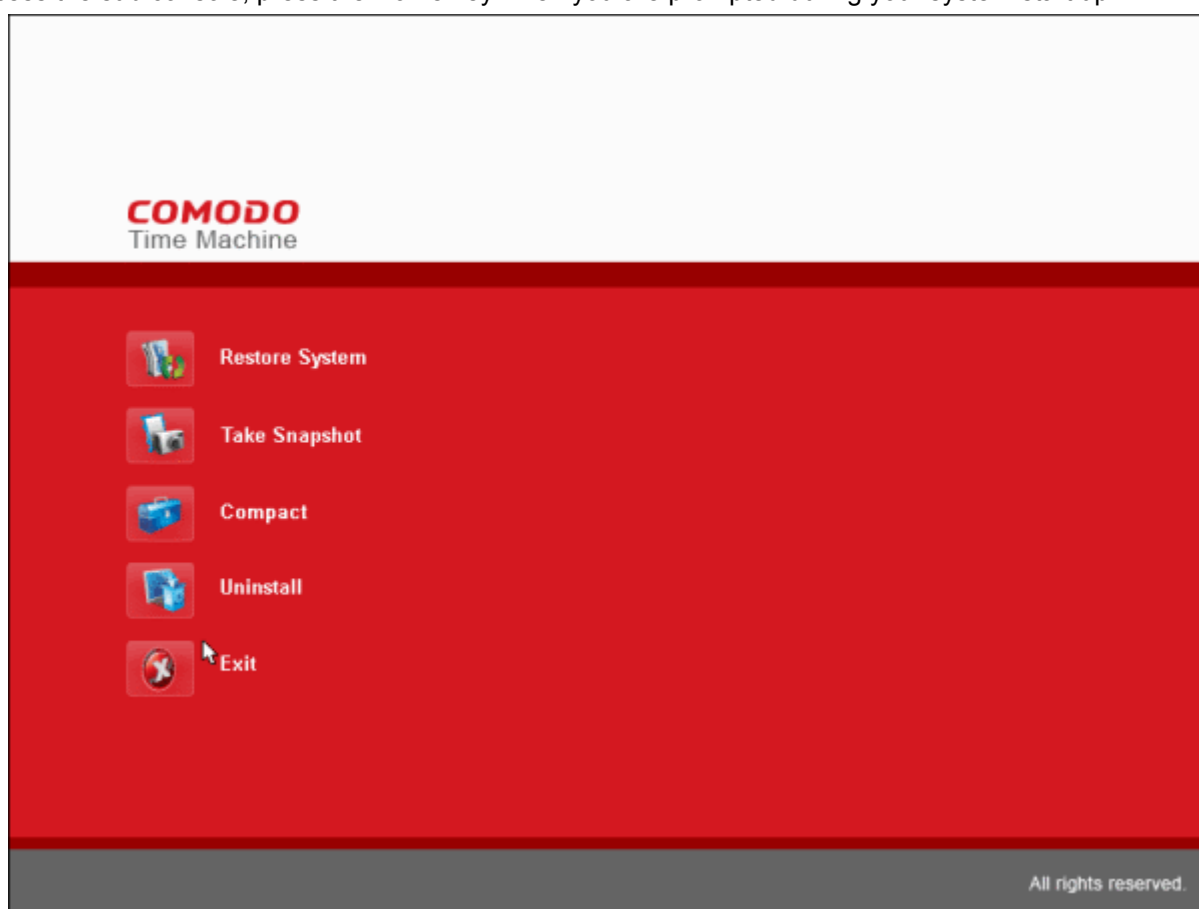 COMODO
Time Machine
Restore System
Take Snapshot
Compact
Uninstall
Exit
All rights reserved.